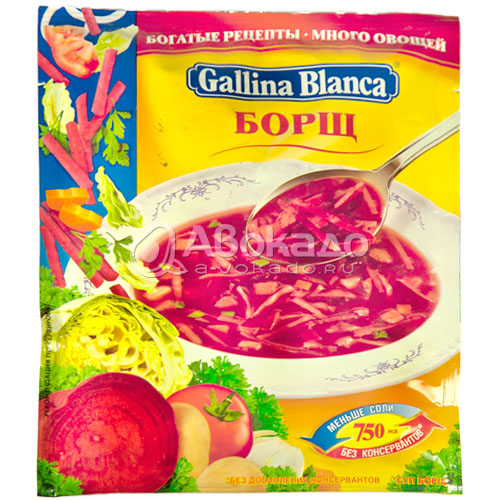 БОГАТЫЕ РЕЦЕПТЫ · МНОГО ОВОЩЕЙ
Gallina Blanca®
БОРЩ
АВокадо
a-vokado.ru
МЕНЬШЕ СОЛИ
750 мл
БЕЗ КОНСЕРВАНТОВ*
*БЕЗ ДОБАВЛЕНИЯ КОНСЕРВАНТОВ
"СУП БОРЩ